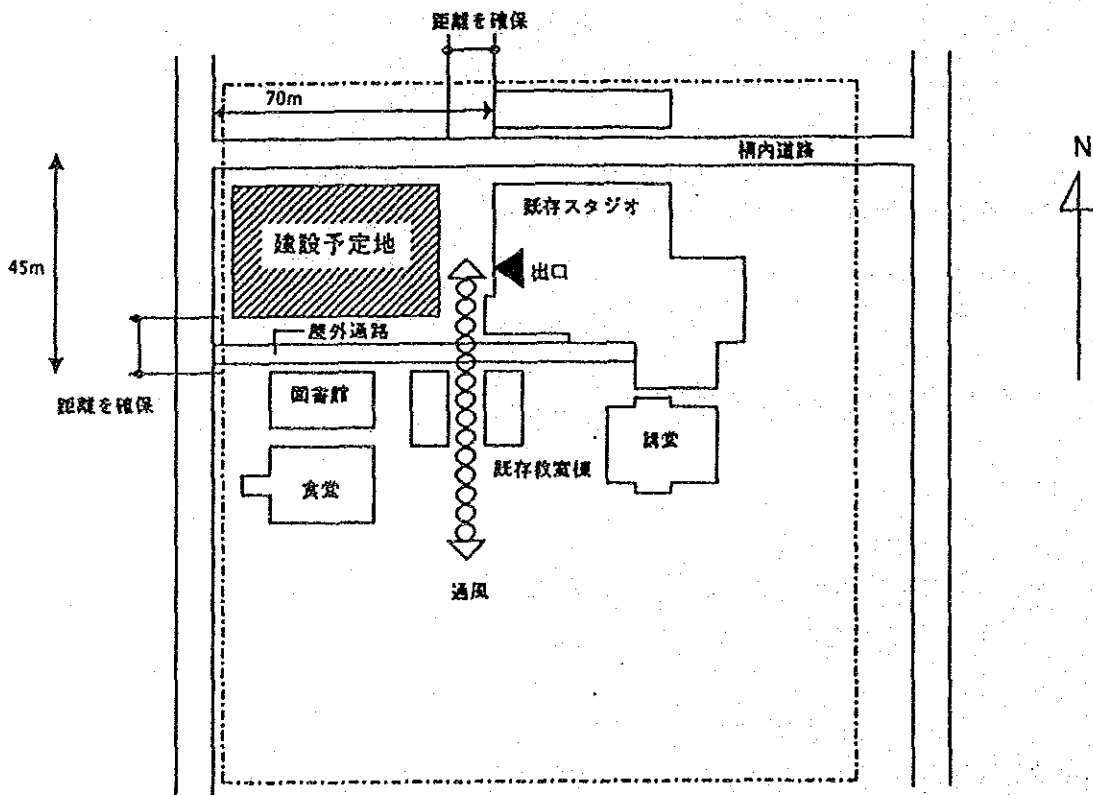 距離を確保
70m
構内道路
N
既存スタジオ
建設予定地
出口
45m
屋外通路
距離を確保
図書館
講堂
既存教室棟
食堂
通風